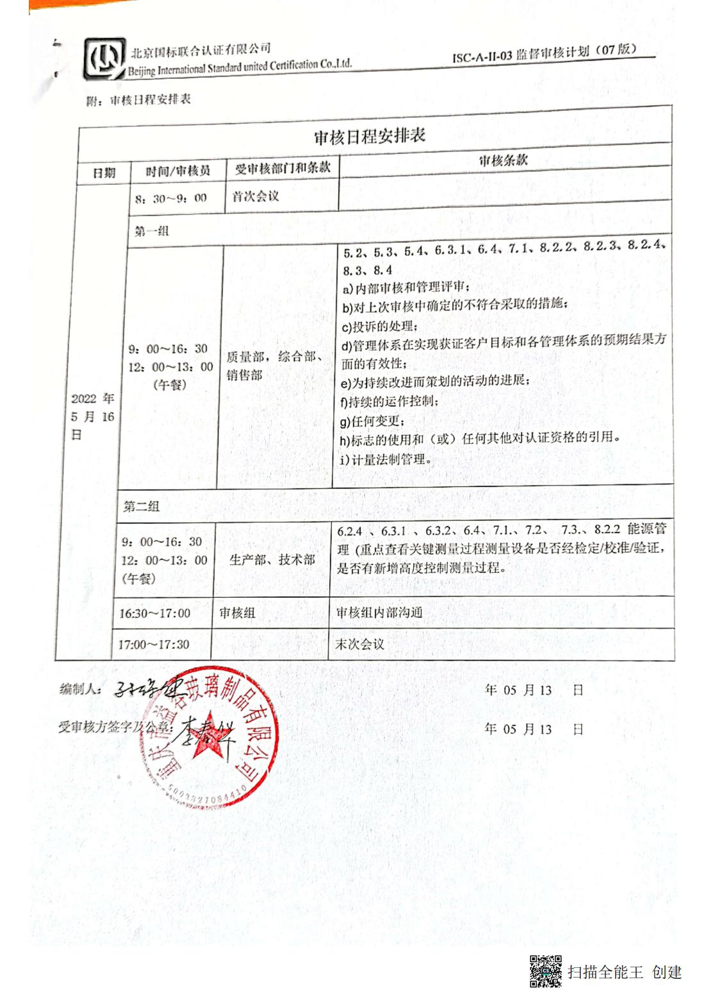 北京国标联合认证有限公司
Beijing International Standard united Certification Co.,Ltd.
ISC-A-II-03 监督审核计划（07 版）
附：审核日程安排表
审核日程安排表
日期
时间/审核员
受审核部门和条款
审核条款
2022 年
5 月 16
日
8：30～9：00
首次会议
第一组
9：00～16：30
12：00～13：00
（午餐）
质量部，综合部、
销售部
5.2、5.3、5.4、6.3.1、6.4、7.1、8.2.2、8.2.3、8.2.4、
8.3、8.4
a)内部审核和管理评审；
b)对上次审核中确定的不符合采取的措施；
c)投诉的处理；
d)管理体系在实现获证客户目标和各管理体系的预期结果方
面的有效性；
e)为持续改进而策划的活动的进展；
f)持续的运作控制；
g)任何变更；
h)标志的使用和（或）任何其他对认证资格的引用。
i)计量法制管理。
第二组
9：00～16：30
12：00～13：00
(午餐)
生产部、技术部
6.2.4 、6.3.1 、6.3.2、6.4、7.1.、7.2、 7.3.、8.2.2 能源管
理 (重点查看关键测量过程测量设备是否经检定/校准/验证，
是否有新增高度控制测量过程。
16:30～17:00
审核组
审核组内部沟通
17:00～17:30
末次会议
编制人：
年 05 月 13 日
受审核方签字及公章：李春
年 05 月 13 日
玻璃制品有限公司
扫描全能王 创建